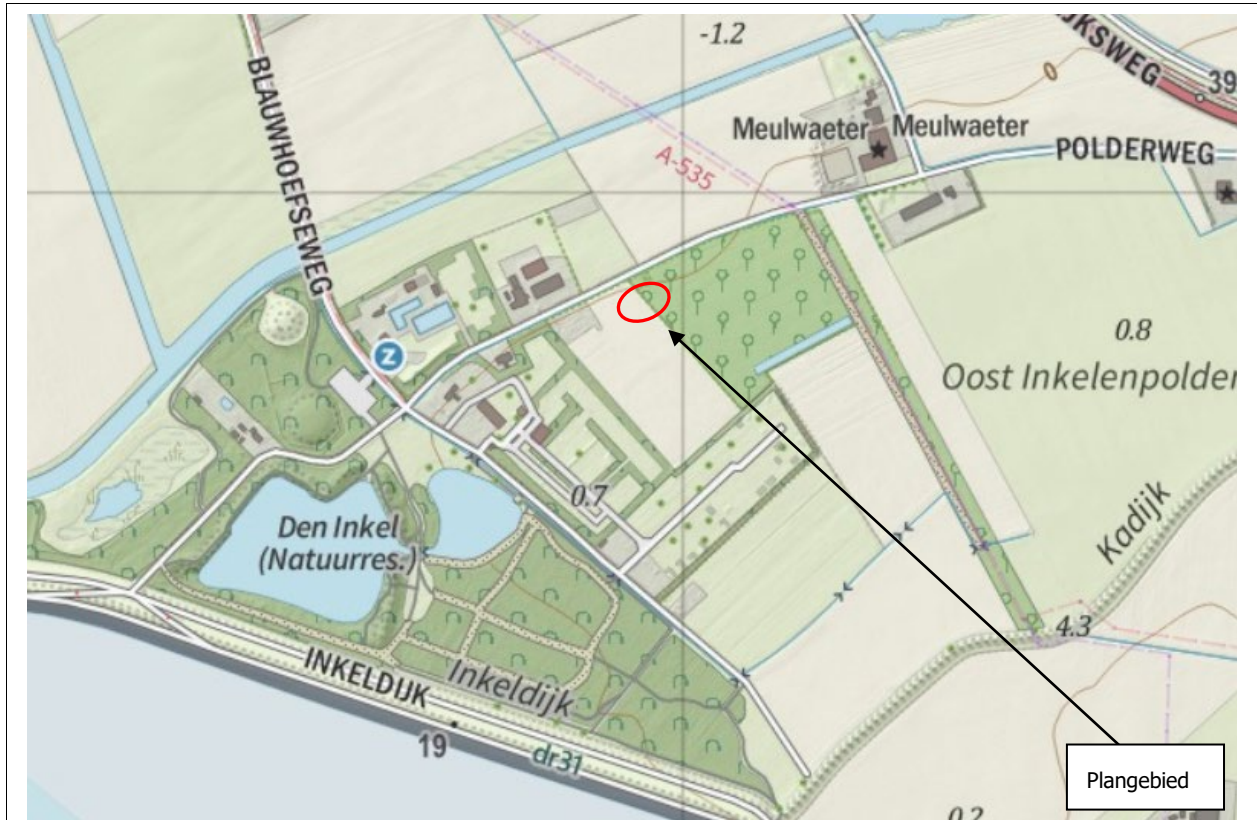 -1.2
JKSWEG
39
BLAUWHOEFSEWEG
Meulwaeter
Meulwaeter
A-535
POLDERWEG
0.8
Oost Inkelenpolder
Z
0.7
Den Inkel
(Natuurres.)
Kadijk
4.3
INKELDIJK
Inkeldijk
19
dr31
Plangebied
0.2